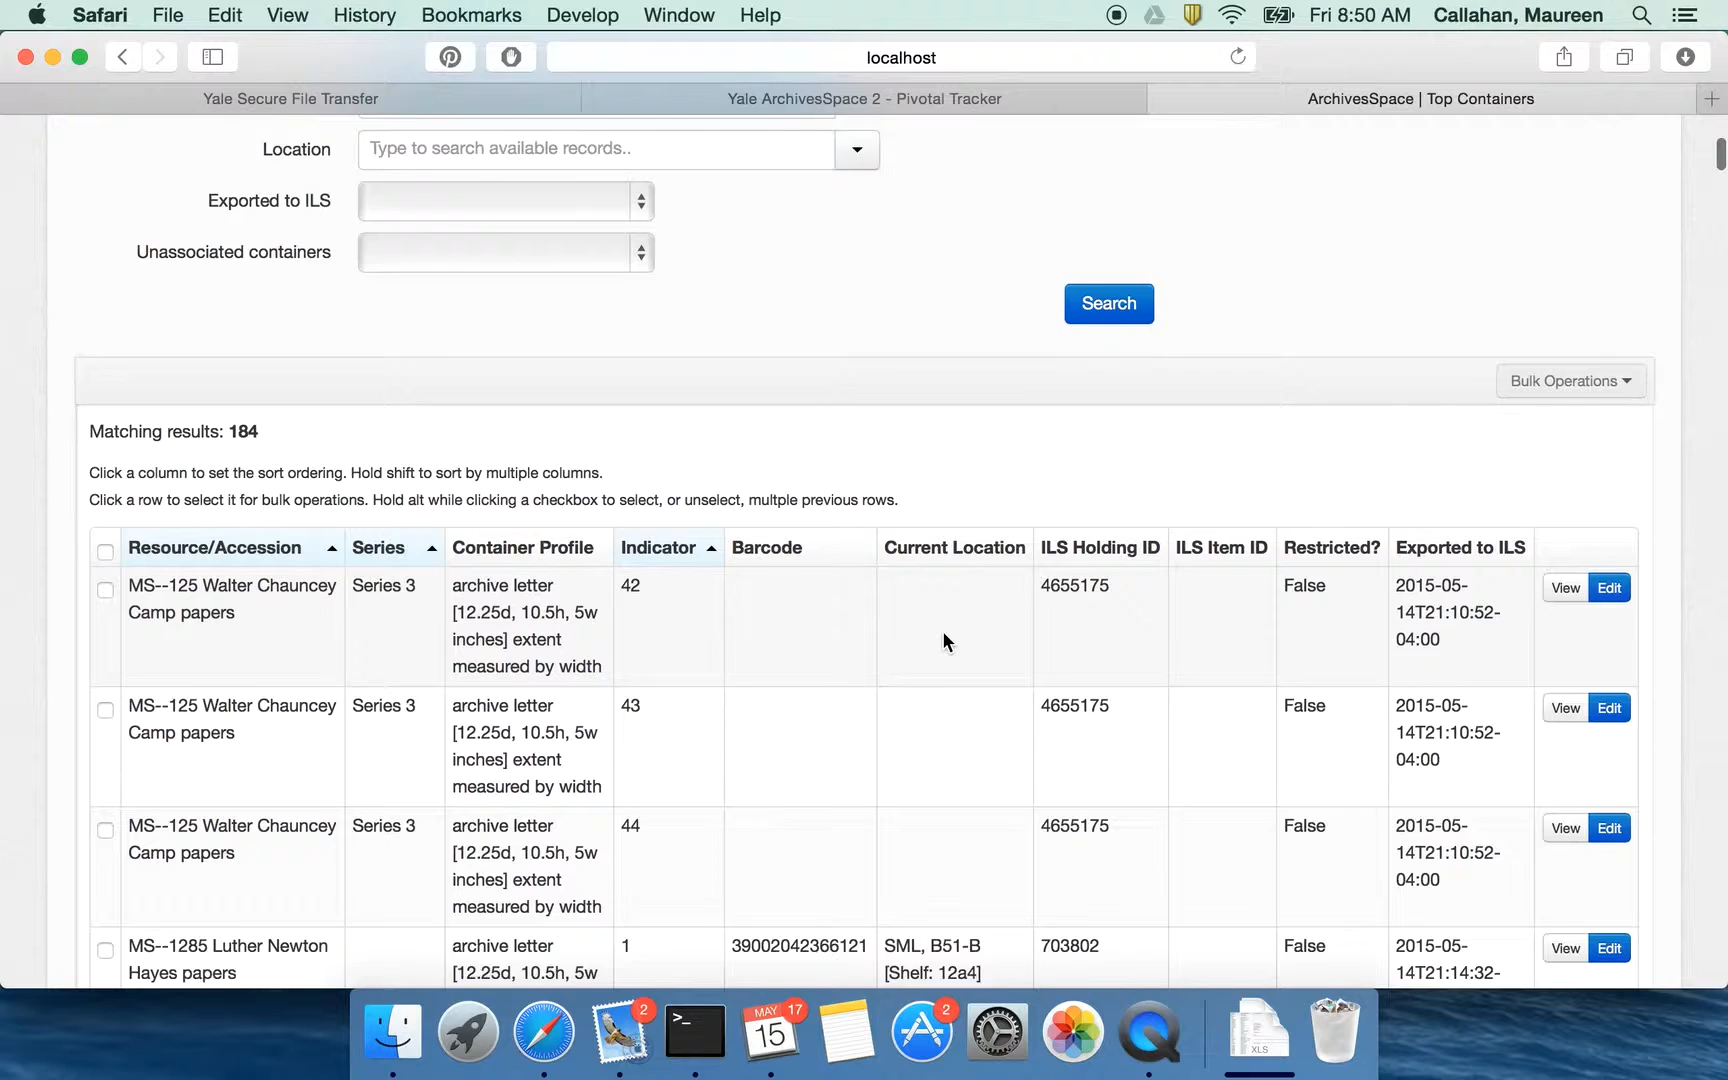 Safari File Edit View History Bookmarks Develop Window Help Fri 8:50 AM Callahan, Maureen
localhost
Yale Secure File Transfer Yale ArchivesSpace 2 - Pivotal Tracker ArchivesSpace | Top Containers
Location Type to search available records..
Exported to ILS
Unassociated containers
Search
Bulk Operations
Matching results: 184
Click a column to set the sort ordering. Hold shift to sort by multiple columns.
Click a row to select it for bulk operations. Hold alt while clicking a checkbox to select, or unselect, multple previous rows.
Resource/Accession Series Container Profile Indicator Barcode Current Location ILS Holding ID ILS Item ID Restricted? Exported to ILS
MS--125 Walter Chauncey Series 3 archive letter 42 4655175 False 2015-05- View Edit
Camp papers [12.25d, 10.5h, 5w 14T21:10:52-
inches] extent 04:00
measured by width
MS--125 Walter Chauncey Series 3 archive letter 43 4655175 False 2015-05- View Edit
Camp papers [12.25d, 10.5h, 5w 14T21:10:52-
inches] extent 04:00
measured by width
MS--125 Walter Chauncey Series 3 archive letter 44 4655175 False 2015-05- View Edit
Camp papers [12.25d, 10.5h, 5w 14T21:10:52-
inches] extent 04:00
measured by width
MS--1285 Luther Newton archive letter 1 39002042366121 SML, B51-B 703802 False 2015-05- View Edit
Hayes papers [12.25d, 10.5h, 5w [Shelf: 12a4] 14T21:14:32-
2 >_ MAY 17 2
15 XLS